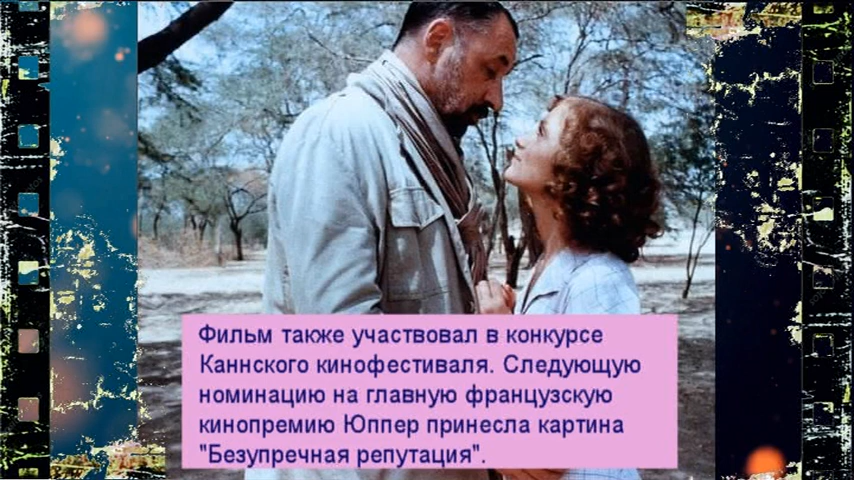 Фильм также участвовал в конкурсе
Каннского кинофестиваля. Следующую
номинацию на главную французскую
кинопремию Юппер принесла картина
"Безупречная репутация".